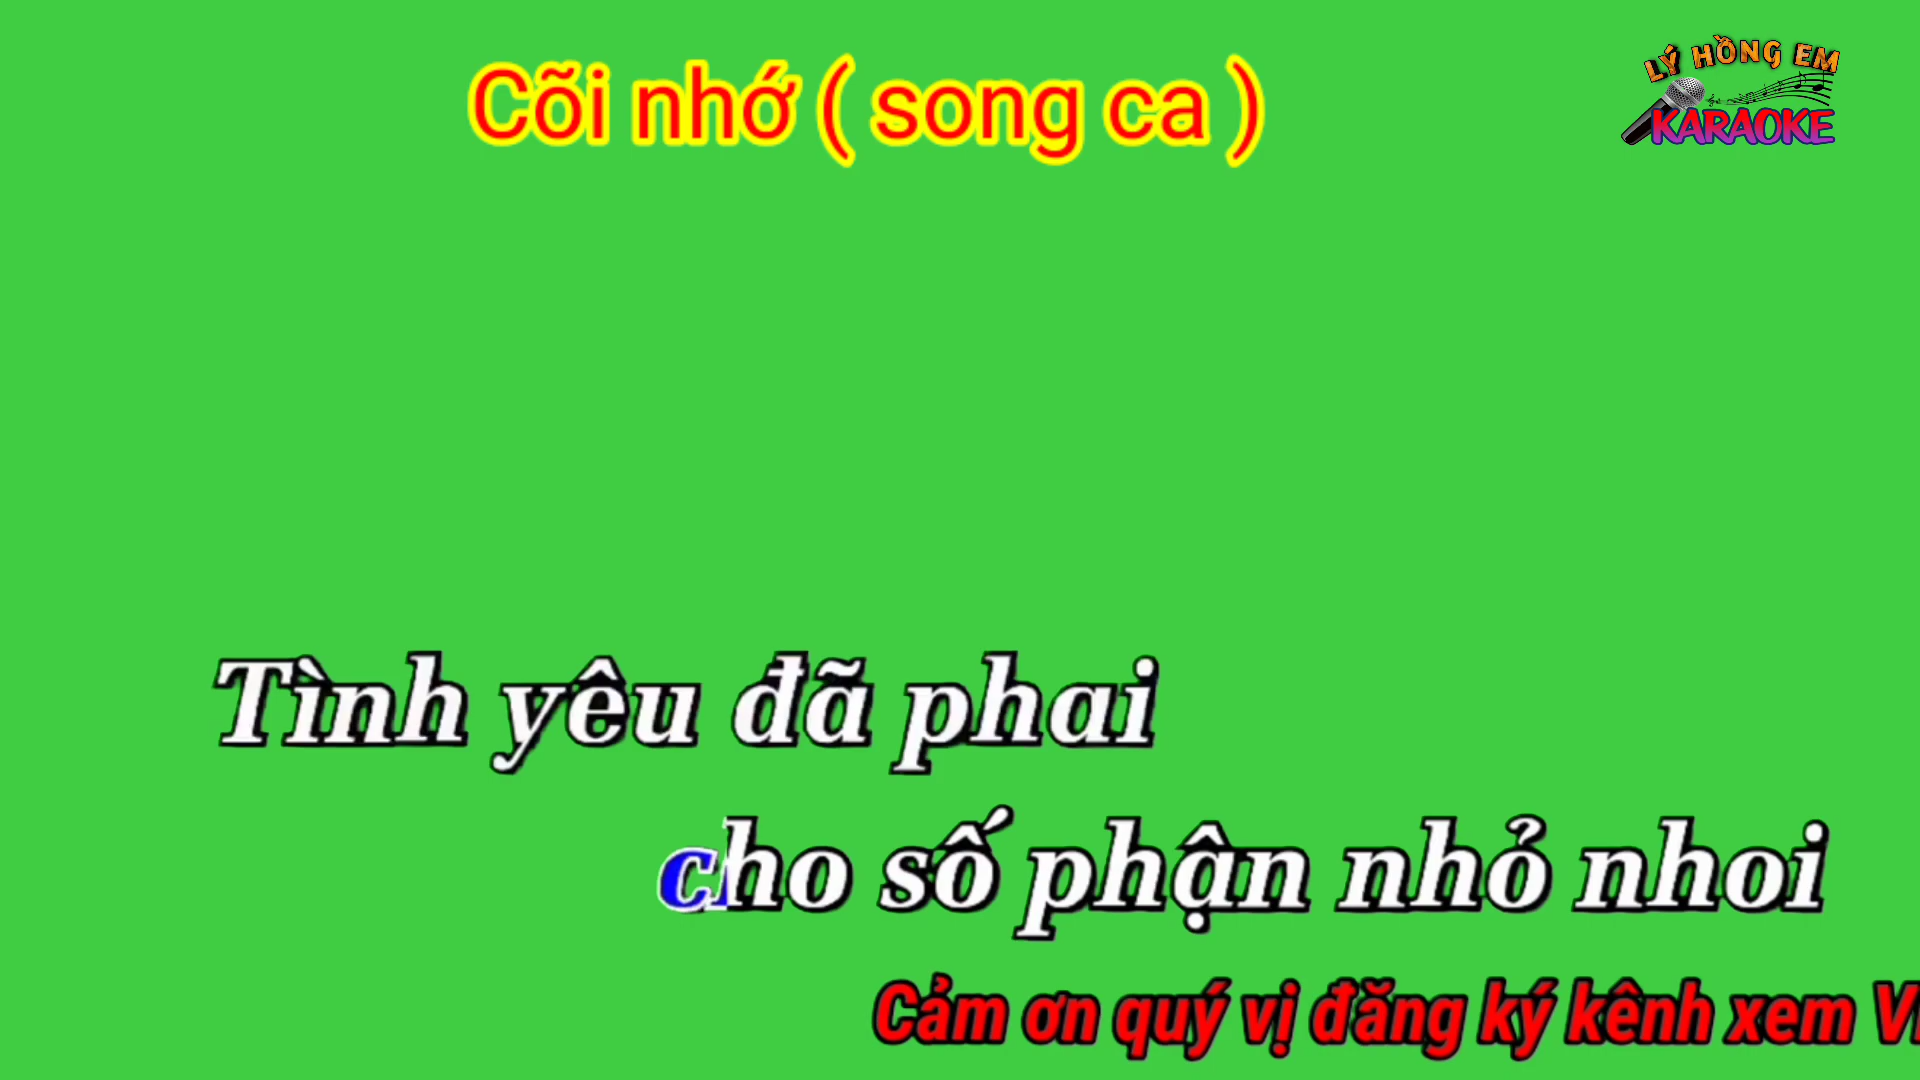 Cõi nhớ ( song ca )
LÝ HỒNG EM
KARAOKE
Tình yêu đã phai
cho số phận nhỏ nhoi
Cảm ơn quý vị đăng ký kênh xem